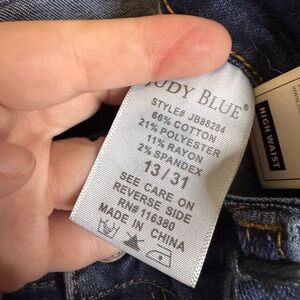 JUDY BLUE®
STYLE# JB88284
66% COTTON
21% POLYESTER
11% RAYON
2% SPANDEX
13 / 31
SEE CARE ON
REVERSE SIDE
RN# 116380
MADE IN CHINA
HIGH WAIST